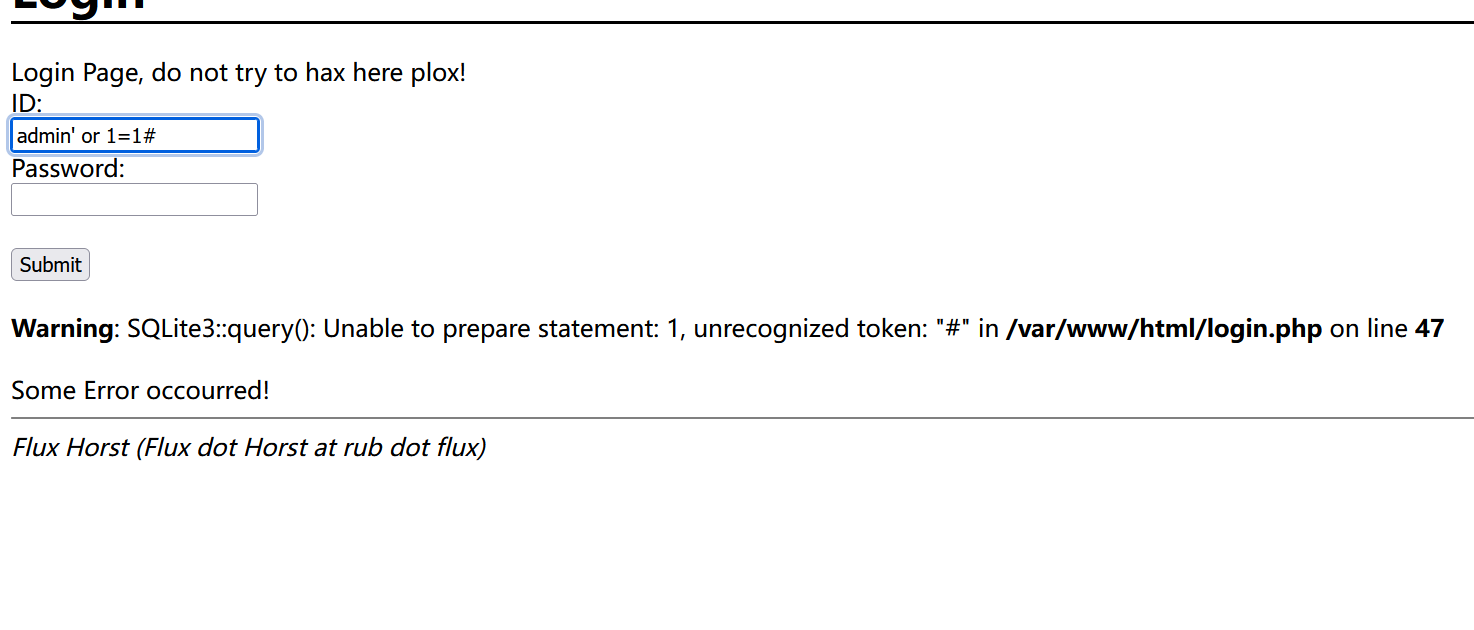 Login
Login Page, do not try to hax here plox!
ID:
admin' or 1=1#
Password:
Submit
Warning: SQLite3::query(): Unable to prepare statement: 1, unrecognized token: "#" in /var/www/html/login.php on line 47
Some Error occourred!
Flux Horst (Flux dot Horst at rub dot flux)